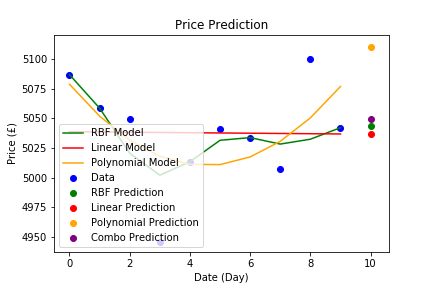 Price Prediction
Price (£)
5100
5075
5050
5025
5000
4975
4950
RBF Model
Linear Model
Polynomial Model
Data
RBF Prediction
Linear Prediction
Polynomial Prediction
Combo Prediction
0 2 4 6 8 10
Date (Day)